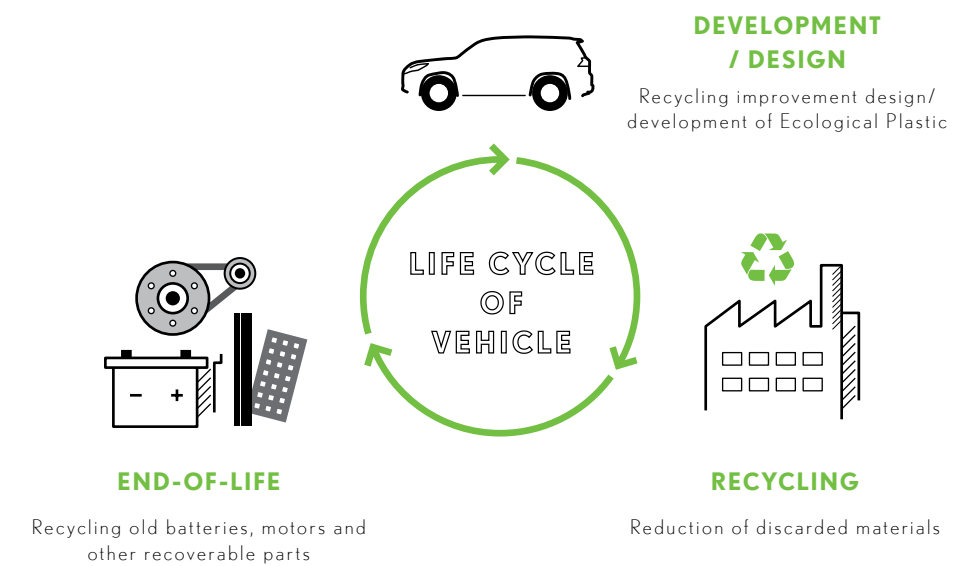 DEVELOPMENT
/ DESIGN
Recycling improvement design/
development of Ecological Plastic
LIFE CYCLE
OF
VEHICLE
− +
END-OF-LIFE
Recycling old batteries, motors and
other recoverable parts
RECYCLING
Reduction of discarded materials